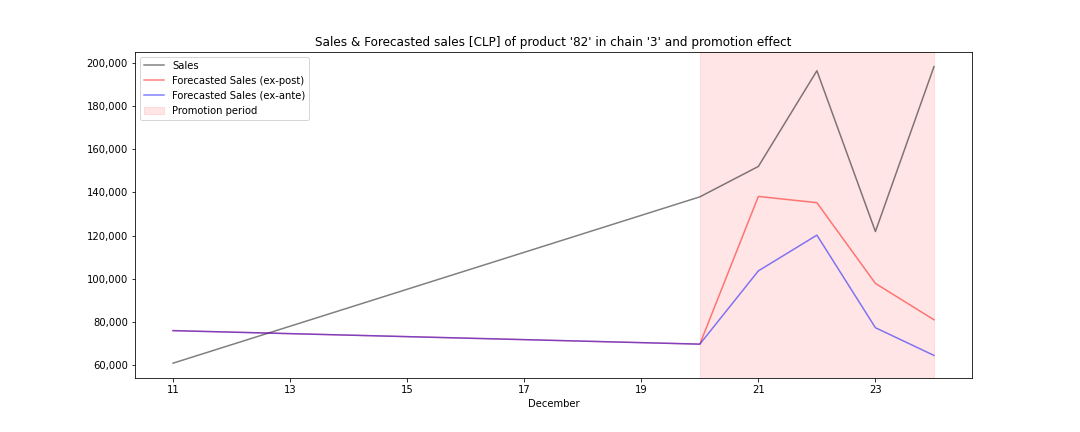 Sales & Forecasted sales [CLP] of product '82' in chain '3' and promotion effect
200,000
180,000
160,000
140,000
120,000
100,000
80,000
60,000
Sales
Forecasted Sales (ex-post)
Forecasted Sales (ex-ante)
Promotion period
11 13 15 17 19 21 23
December